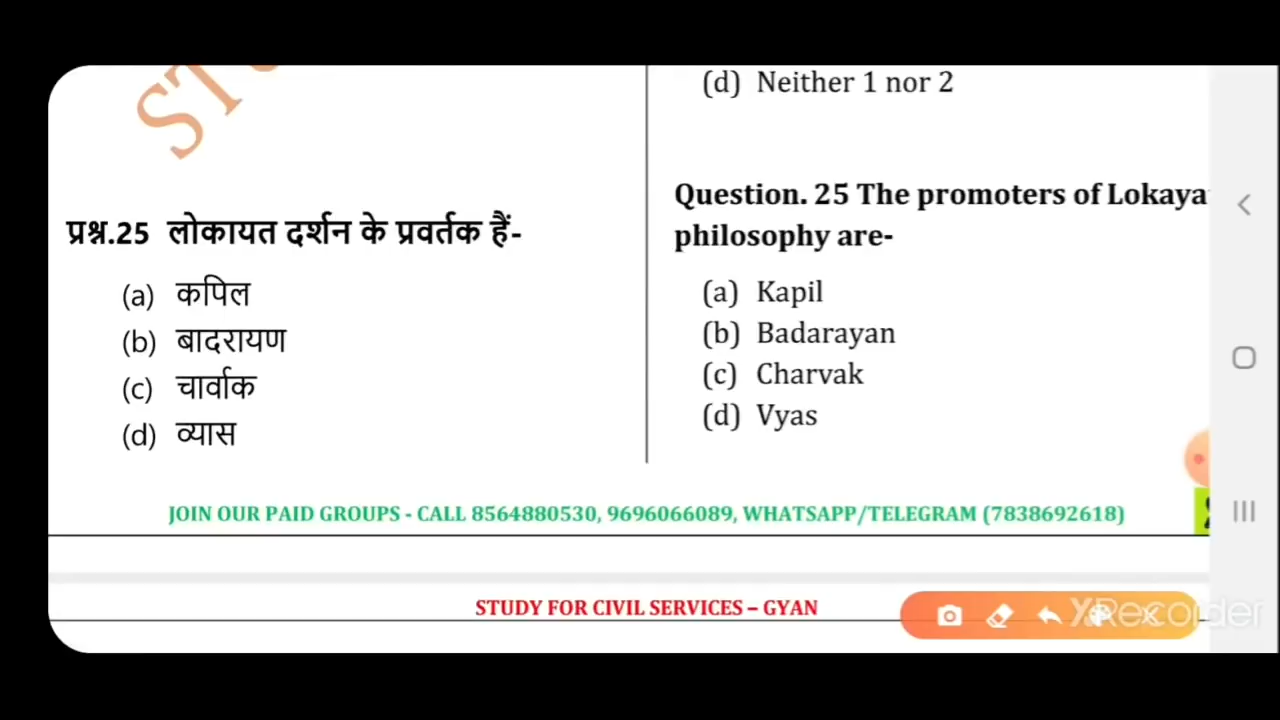 (d) Neither 1 nor 2
प्रश्न.25 लोकायत दर्शन के प्रवर्तक हैं-
(a) कपिल
(b) बादरायण
(c) चार्वाक
(d) व्यास
Question. 25 The promoters of Lokaya
philosophy are-
(a) Kapil
(b) Badarayan
(c) Charvak
(d) Vyas
JOIN OUR PAID GROUPS - CALL 8564880530, 9696066089, WHATSAPP/TELEGRAM (7838692618)
STUDY FOR CIVIL SERVICES – GYAN
XRecorder